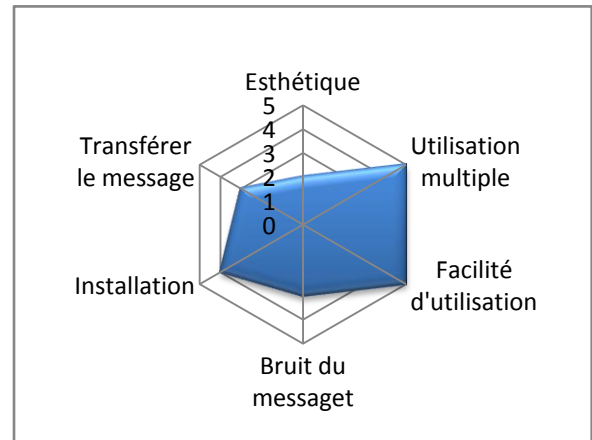 Esthétique
5
4
3
2
1
0
Utilisation
multiple
Facilité
d'utilisation
Bruit du
messaget
Installation
Transférer
le message